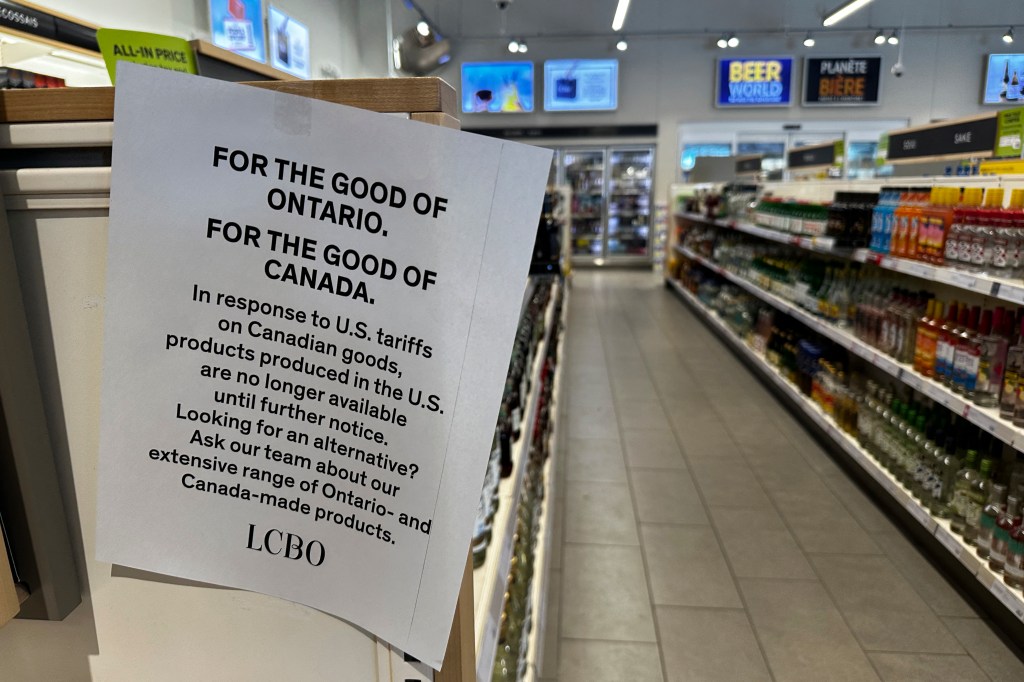 ÉCOSSAIS
ALL-IN PRICE
BEER
WORLD
PLANÈTE
BIÈRE
SAKE
FOR THE GOOD OF
ONTARIO.
FOR THE GOOD OF
CANADA.
In response to U.S. tariffs
on Canadian goods,
products produced in the U.S.
are no longer available
until further notice.
Looking for an alternative?
Ask our team about our
extensive range of Ontario- and
Canada-made products.
LCBO